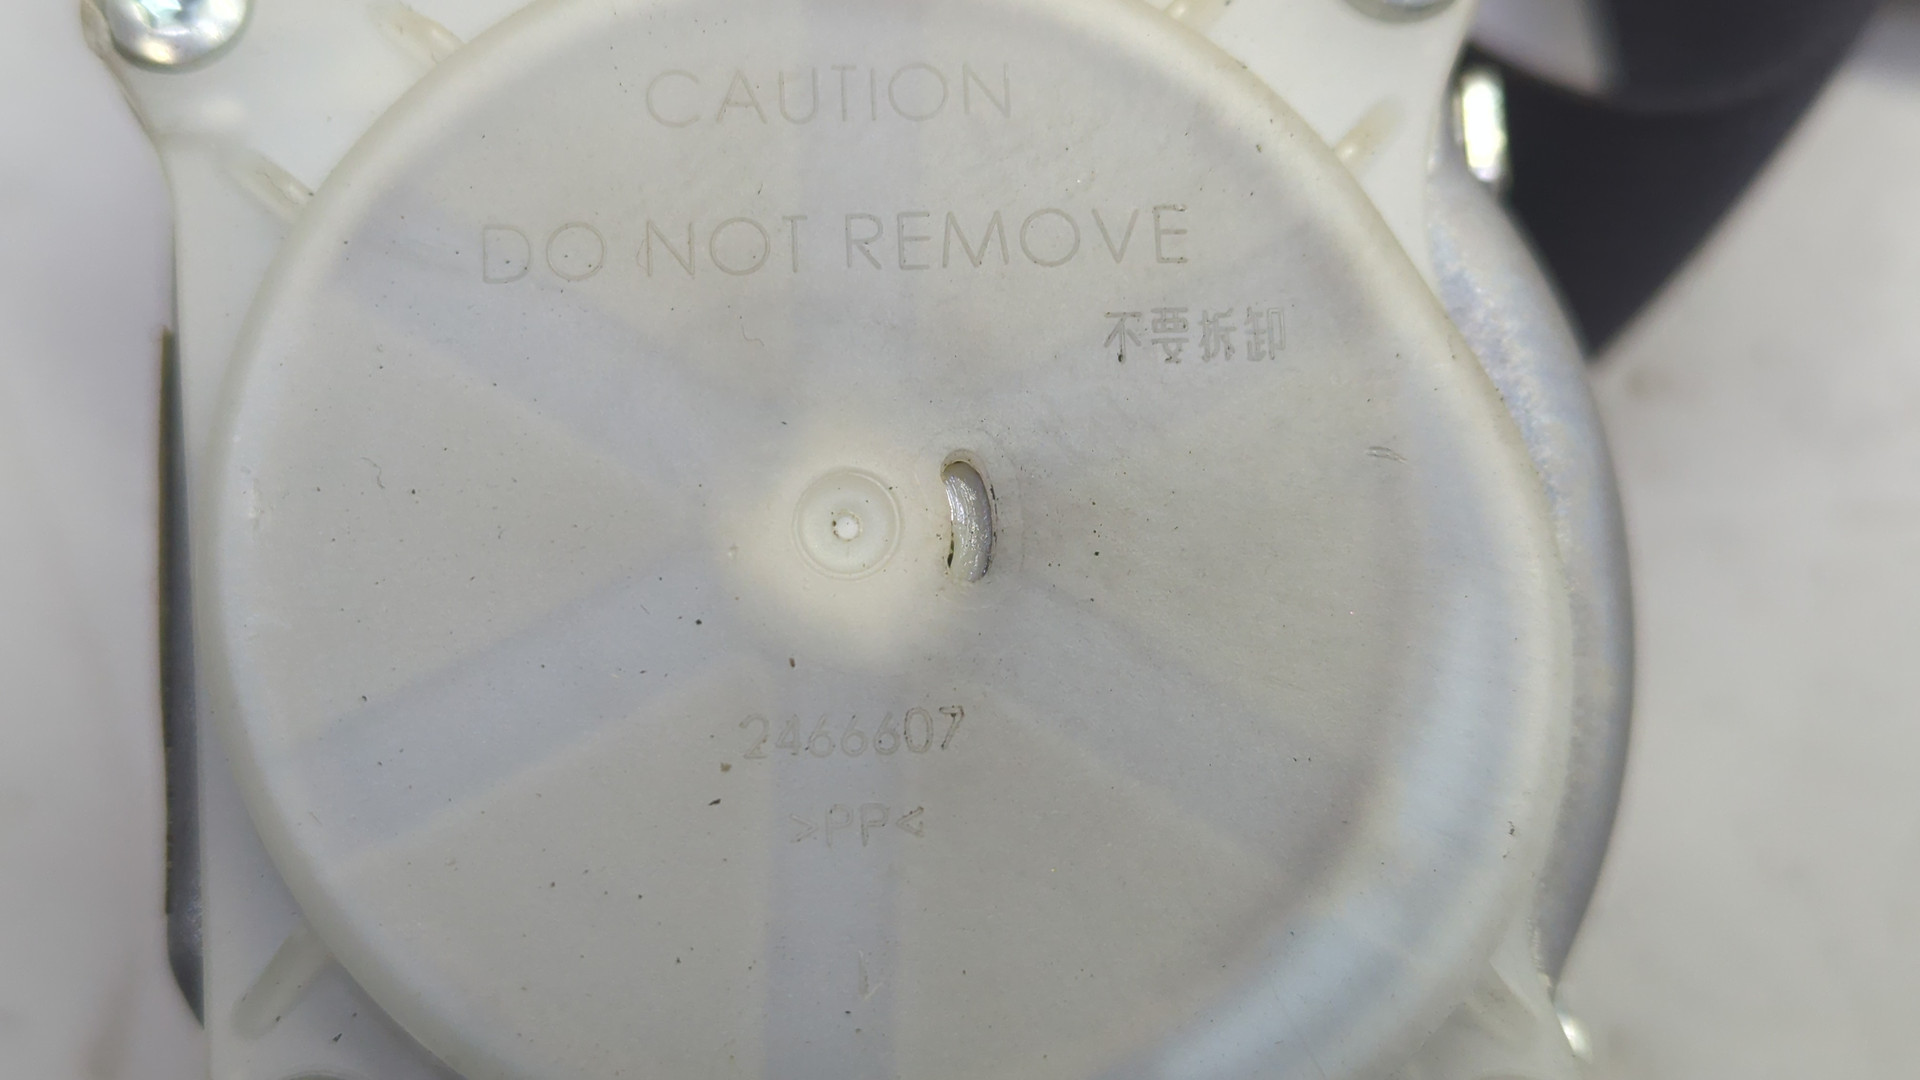 CAUTION
DO NOT REMOVE
不要拆卸
2466607
>PP<